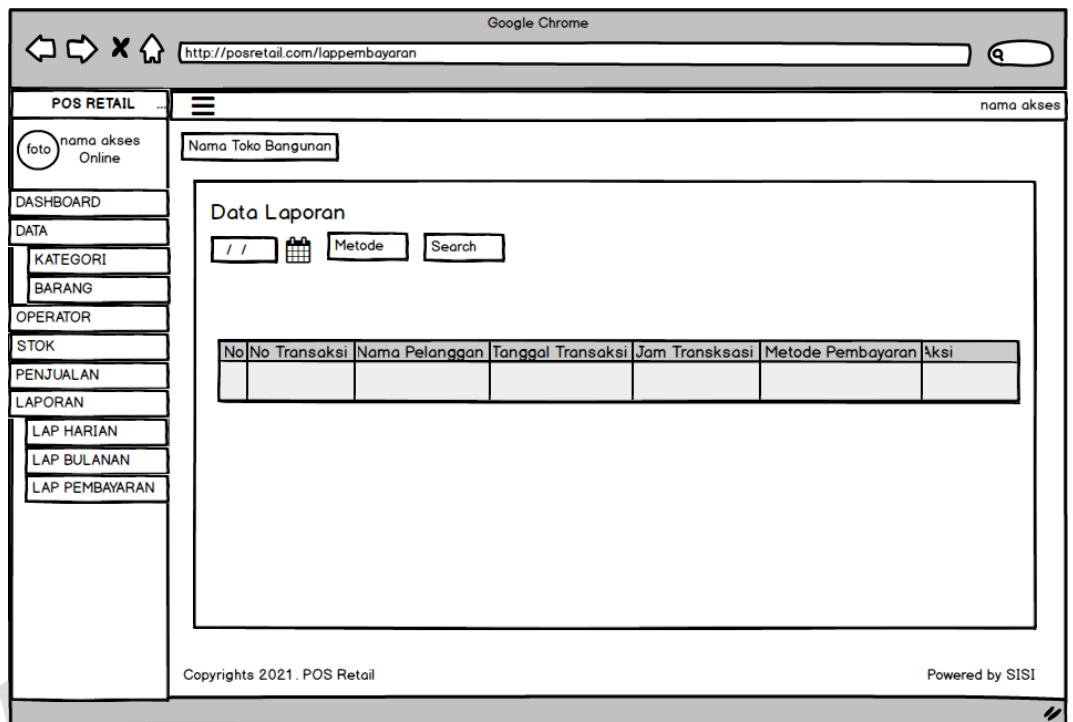 Google Chrome
http://posretail.com/lappembayaran
POS RETAIL ...
nama akses
foto
nama akses
Online
Nama Toko Bangunan
DASHBOARD
DATA
KATEGORI
BARANG
OPERATOR
STOK
PENJUALAN
LAPORAN
LAP HARIAN
LAP BULANAN
LAP PEMBAYARAN
Data Laporan
/ / Metode Search
No No Transaksi Nama Pelanggan Tanggal Transaksi Jam Transksasi Metode Pembayaran Aksi
Copyrights 2021. POS Retail
Powered by SISI